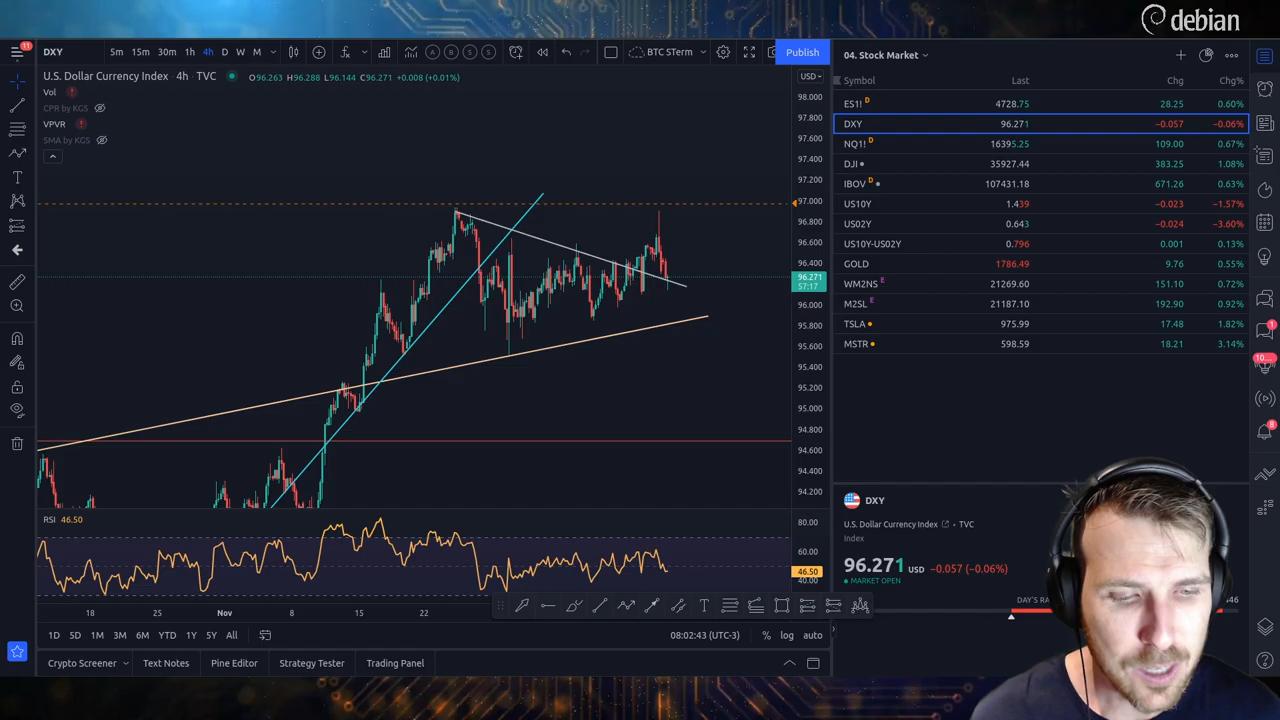 debian
11
DXY
5m 15m 30m 1h 4h D W M
A B S S
BTC STerm
Publish
04. Stock Market
U.S. Dollar Currency Index · 4h · TVC
O96.263 H96.288 L96.144 C96.271 +0.008 (+0.01%)
USD
Vol !
CPR by KGS
VPVR !
SMA by KGS
98.000
97.800
97.600
97.400
97.200
97.000
96.800
96.600
96.400
96.271
57:17
96.000
95.800
95.600
95.400
95.200
95.000
94.800
94.600
94.400
94.200
Symbol Last Chg Chg%
ES1! D 4728.75 28.25 0.60%
DXY 96.271 −0.057 −0.06%
NQ1! D 16395.25 109.00 0.67%
DJI 35927.44 383.25 1.08%
IBOV D 107431.18 671.26 0.63%
US10Y 1.439 −0.023 −1.57%
US02Y 0.643 −0.024 −3.60%
US10Y-US02Y 0.796 0.001 0.13%
GOLD 1786.49 9.76 0.55%
WM2NS E 21269.60 151.10 0.72%
M2SL E 21187.10 192.90 0.92%
TSLA 975.99 17.48 1.82%
MSTR 598.59 18.21 3.14%
1
10...
8
RSI 46.50
80.00
60.00
46.50
40.00
18 25 Nov 8 15 22
1D 5D 1M 3M 6M YTD 1Y 5Y All
08:02:43 (UTC-3) % log auto
Crypto Screener Text Notes Pine Editor Strategy Tester Trading Panel
DXY
U.S. Dollar Currency Index · TVC
Index
96.271 USD −0.057 (−0.06%)
MARKET OPEN
DAY'S RA
46